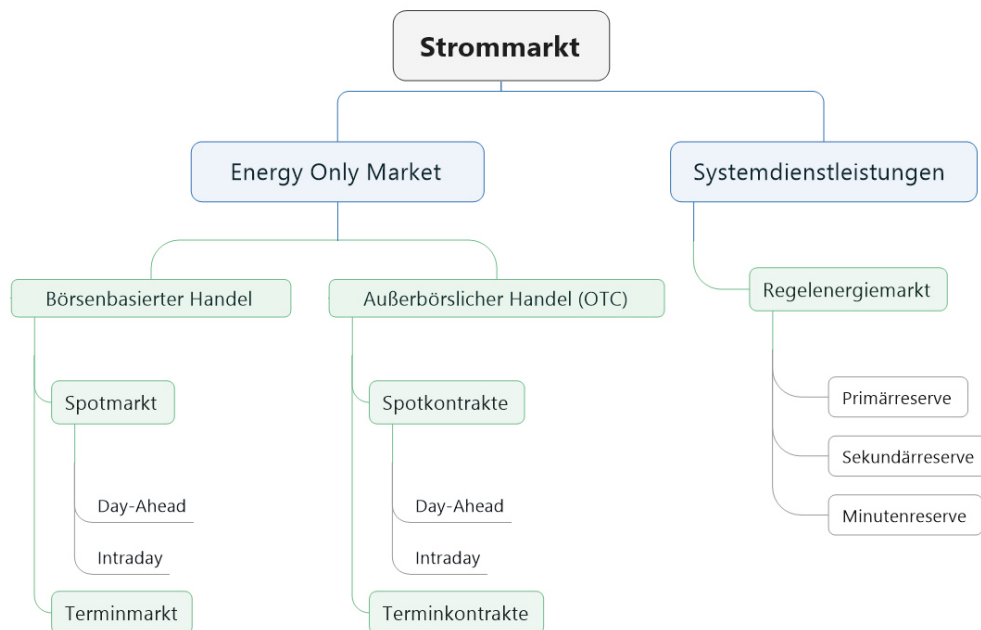 Strommarkt
Energy Only Market
Systemdienstleistungen
Börsenbasierter Handel
Außerbörslicher Handel (OTC)
Regelenergiemarkt
Spotmarkt
Spotkontrakte
Primärreserve
Sekundärreserve
Minutenreserve
Day-Ahead
Day-Ahead
Intraday
Intraday
Terminmarkt
Terminkontrakte